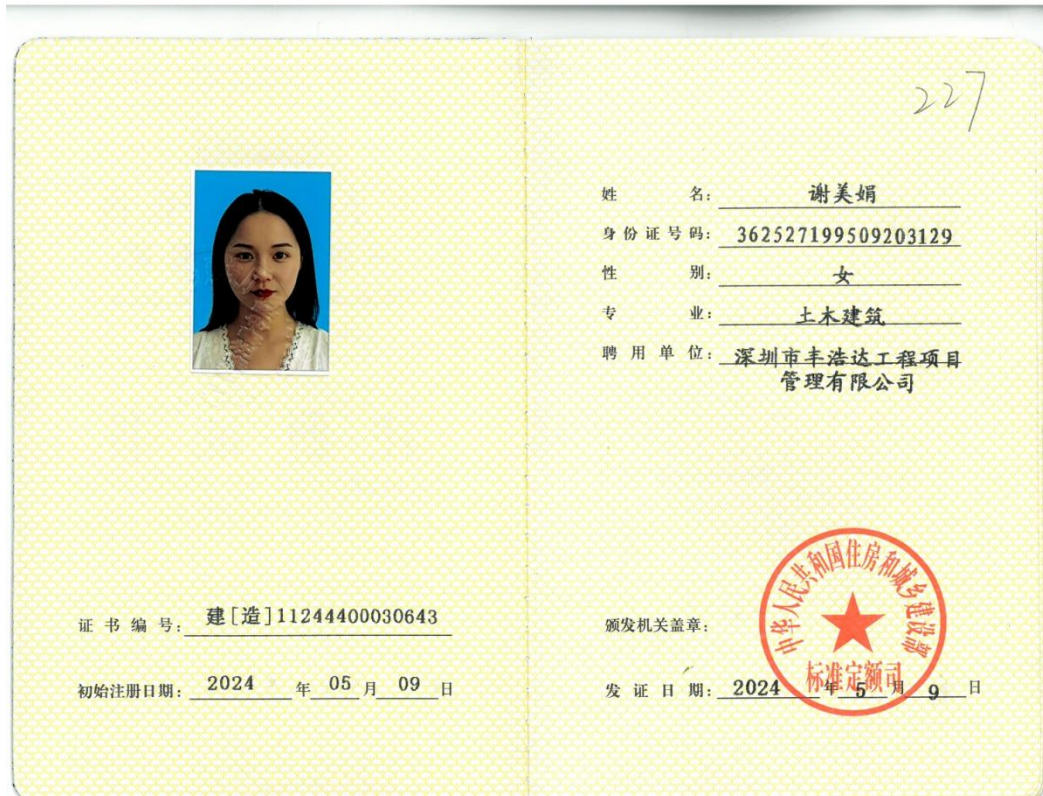 证书编号：建[造]11244400030643
初始注册日期：2024 年 05 月 09 日
227
姓名：谢美娟
身份证号码：362527199509203129
性别：女
专业：土木建筑
聘用单位：深圳市丰浩达工程项目
管理有限公司
中华人民共和国住房和城乡建设部
标准定额司
颁发机关盖章：
发证日期：2024 年 5 月 9 日